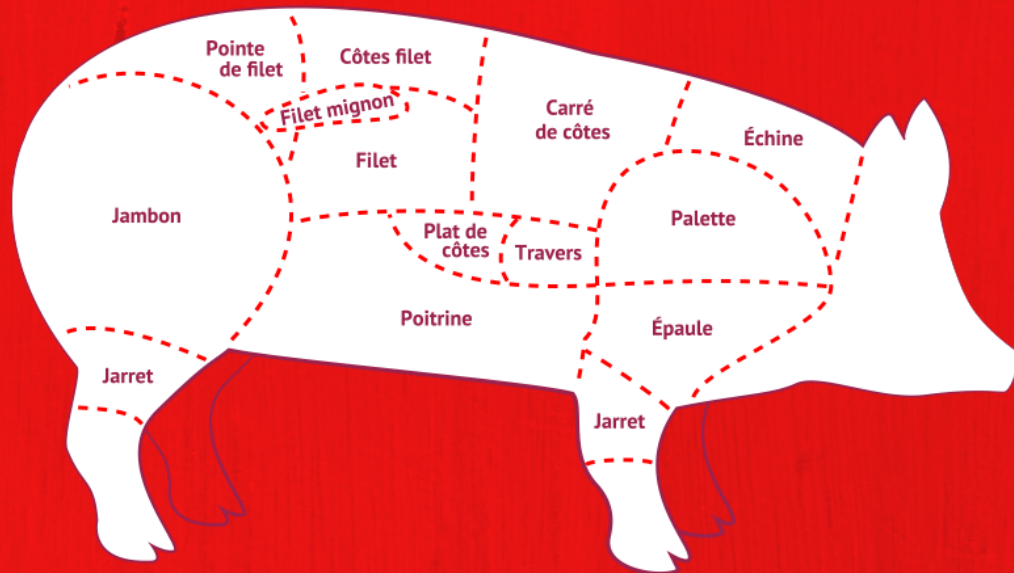 Pointe
de filet
Côtes filet
Filet mignon
Carré
de côtes
Échine
Filet
Jambon
Palette
Plat de
côtes
Travers
Poitrine
Épaule
Jarret
Jarret